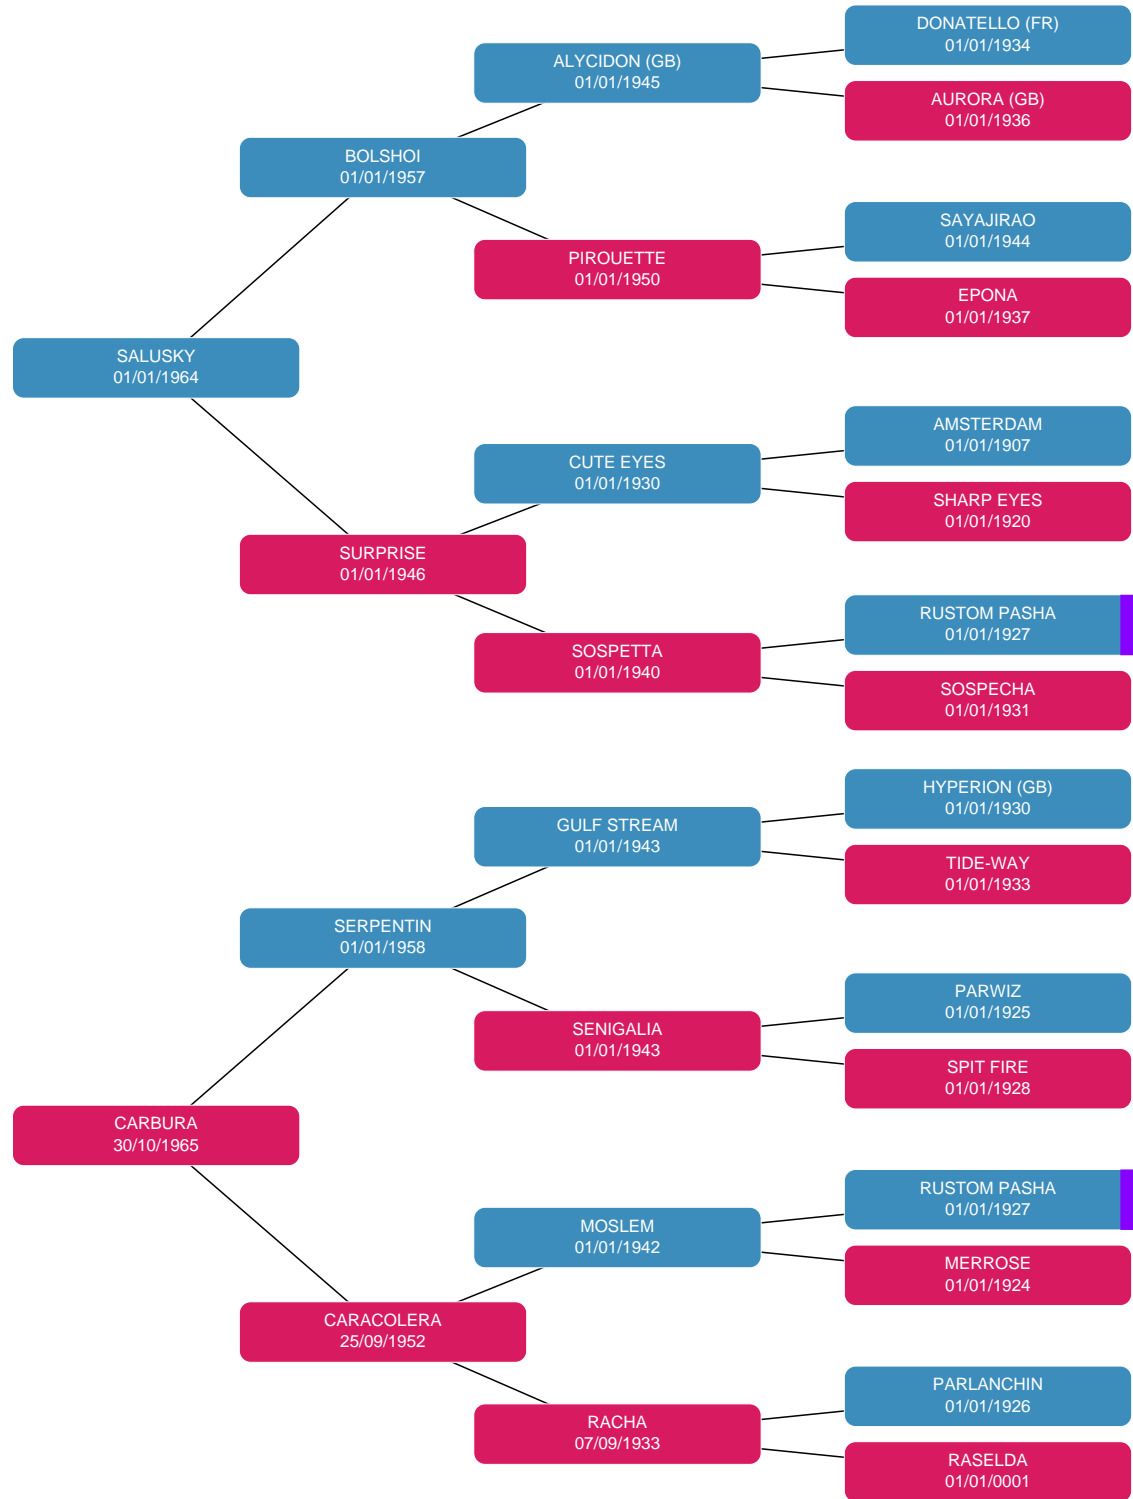 DONATELLO (FR)
01/01/1934
ALYCIDON (GB)
01/01/1945
AURORA (GB)
01/01/1936
BOLSHOI
01/01/1957
SAYAJIRAO
01/01/1944
PIROUETTE
01/01/1950
EPONA
01/01/1937
SALUSKY
01/01/1964
AMSTERDAM
01/01/1907
CUTE EYES
01/01/1930
SHARP EYES
01/01/1920
SURPRISE
01/01/1946
RUSTOM PASHA
01/01/1927
SOSPETTA
01/01/1940
SOSPECHA
01/01/1931
HYPERION (GB)
01/01/1930
GULF STREAM
01/01/1943
TIDE-WAY
01/01/1933
SERPENTIN
01/01/1958
PARWIZ
01/01/1925
SENIGALIA
01/01/1943
SPIT FIRE
01/01/1928
CARBURA
30/10/1965
RUSTOM PASHA
01/01/1927
MOSLEM
01/01/1942
MERROSE
01/01/1924
CARACOLERA
25/09/1952
PARLANCHIN
01/01/1926
RACHA
07/09/1933
RASELDA
01/01/0001